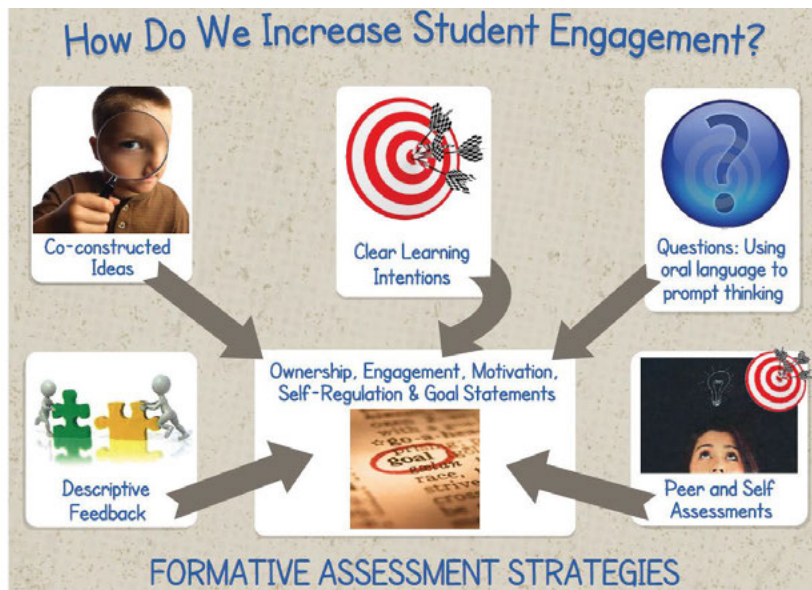 How Do We Increase Student Engagement?
Co-constructed
Ideas
Clear Learning
Intentions
Questions: Using
oral language to
prompt thinking
Descriptive
Feedback
Ownership, Engagement, Motivation,
Self-Regulation & Goal Statements
goal
race,
Peer and Self
Assessments
FORMATIVE ASSESSMENT STRATEGIES